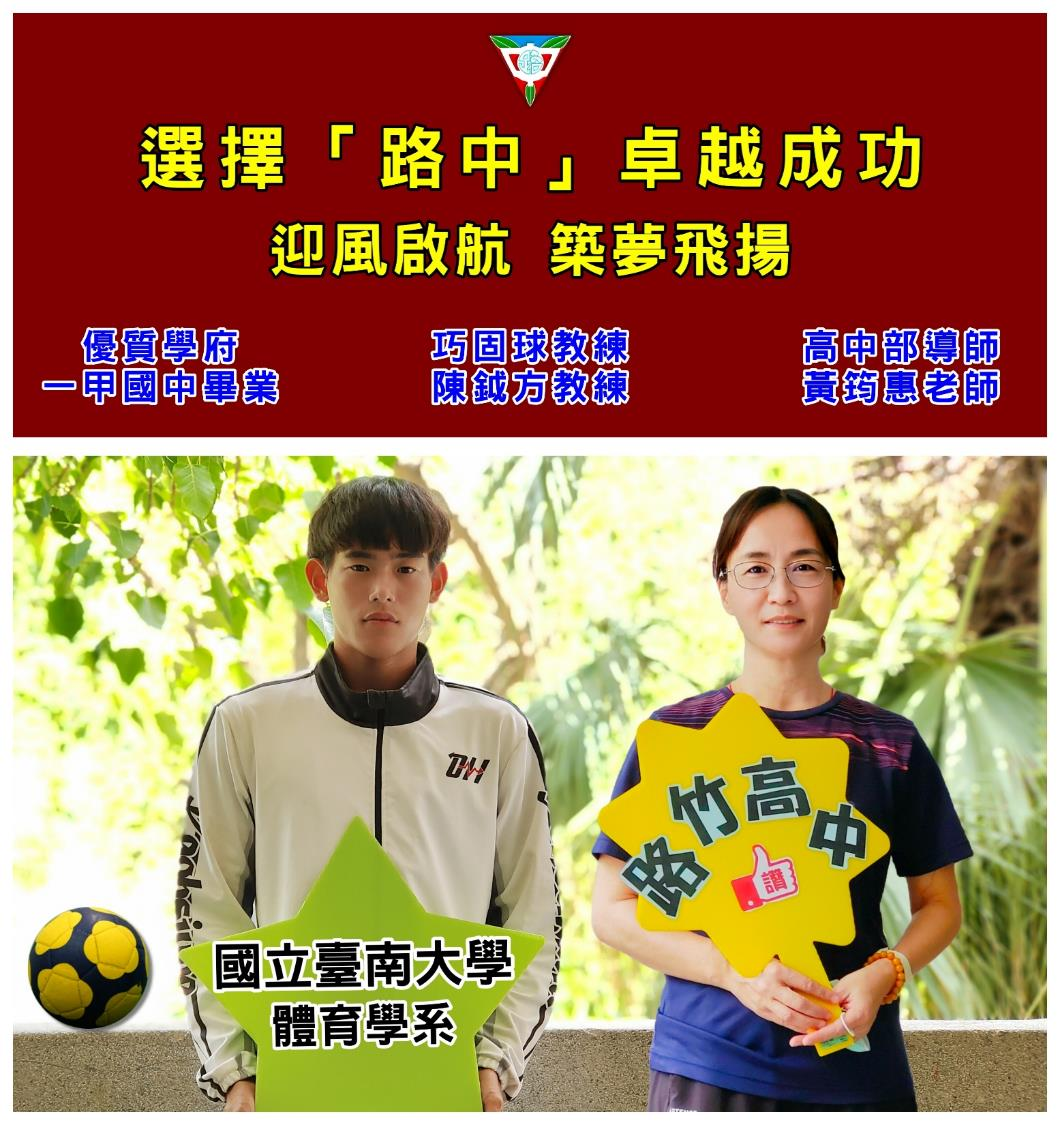 選擇「路中」卓越成功
迎風啟航 築夢飛揚
優質學府
一甲國中畢業
巧固球教練
陳鉞方教練
高中部導師
黃筠惠老師
路竹高中
讚
國立臺南大學
體育學系